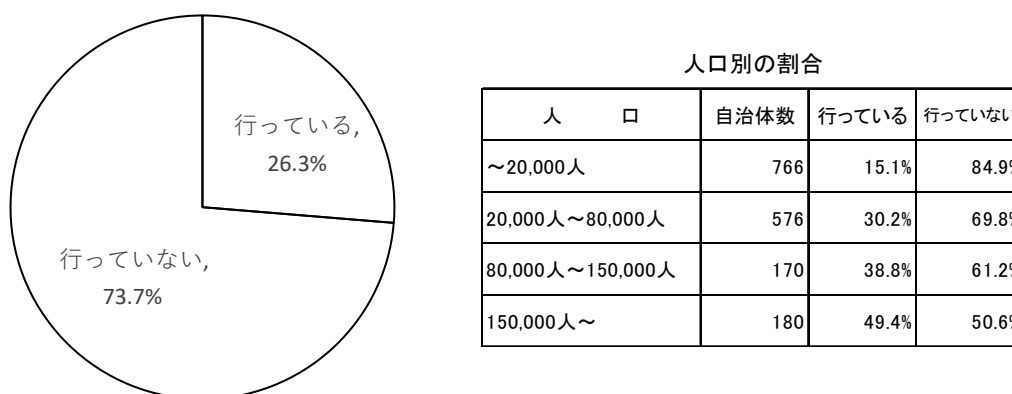 行っている,
26.3%
行っていない,
73.7%
人口別の割合
人 口 自治体数 行っている 行っていない
～20,000人 766 15.1% 84.9%
20,000人～80,000人 576 30.2% 69.8%
80,000人～150,000人 170 38.8% 61.2%
150,000人～ 180 49.4% 50.6%